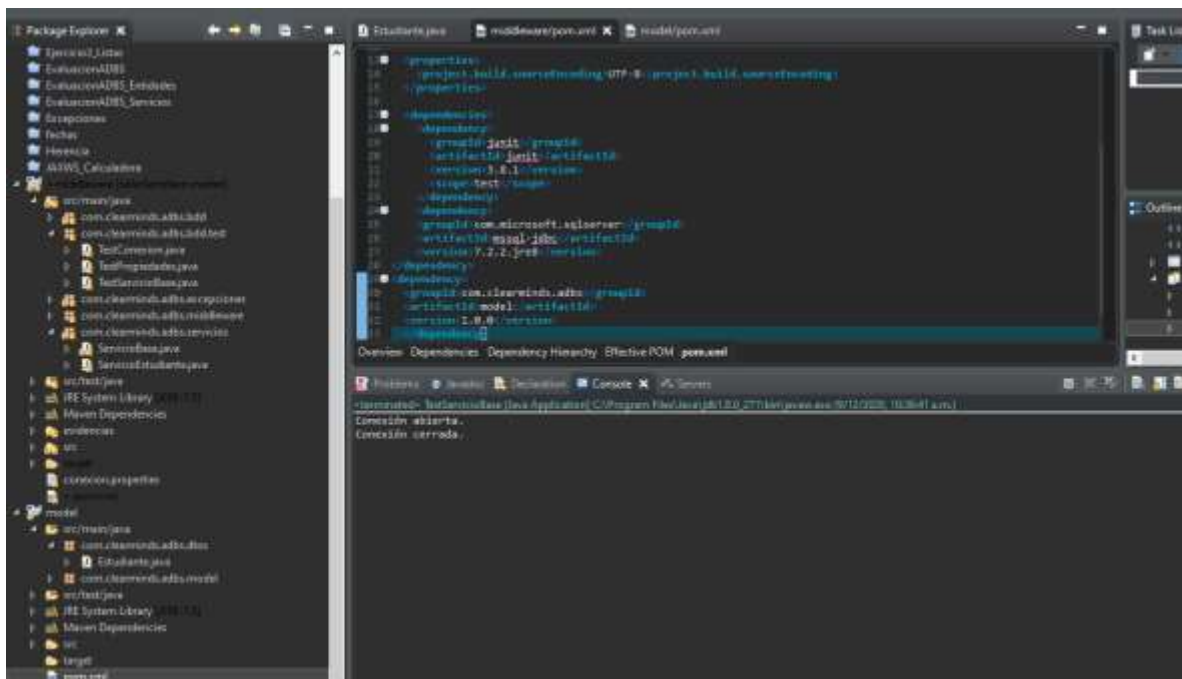 Package Explorer
Ejercicio3_Listas
EvaluacionADBS
EvaluacionADBS_Entidades
EvaluacionADBS_Servicios
Excepciones
fechas
Herencia
JAXWS_Calculadora
src/main/java
com.clearminds.adbs.bdd
com.clearminds.adbs.bdd.test
TestConexion.java
TestPropiedades.java
TestServicioBase.java
com.clearminds.adbs.excepciones
com.clearminds.adbs.middleware
com.clearminds.adbs.servicios
ServicioBase.java
ServicioEstudiante.java
src/test/java
JRE System Library
Maven Dependencies
evidencias
src
conexion.properties
model
src/main/java
com.clearminds.adbs.dtos
Estudiante.java
com.clearminds.adbs.model
src/test/java
JRE System Library
Maven Dependencies
src
target
pom.xml
Estudiante.java middleware/pom.xml model/pom.xml
<properties>
<project.build.sourceEncoding>UTF-8</project.build.sourceEncoding>
</properties>
<dependencies>
<dependency>
<groupId>junit</groupId>
<artifactId>junit</artifactId>
<version>3.8.1</version>
<scope>test</scope>
</dependency>
<dependency>
<groupId>com.microsoft.sqlserver</groupId>
<artifactId>mssql-jdbc</artifactId>
<version>7.2.2.jre8</version>
</dependency>
<dependency>
<groupId>com.clearminds.adbs</groupId>
<artifactId>model</artifactId>
<version>1.0.0</version>
</dependency>
Overview Dependencies Dependency Hierarchy Effective POM pom.xml
Problems Javadoc Declaration Console Servers
<terminated> TestServicioBase [Java Application]
Conexión abierta.
Conexión cerrada.
Task Lis
Outline